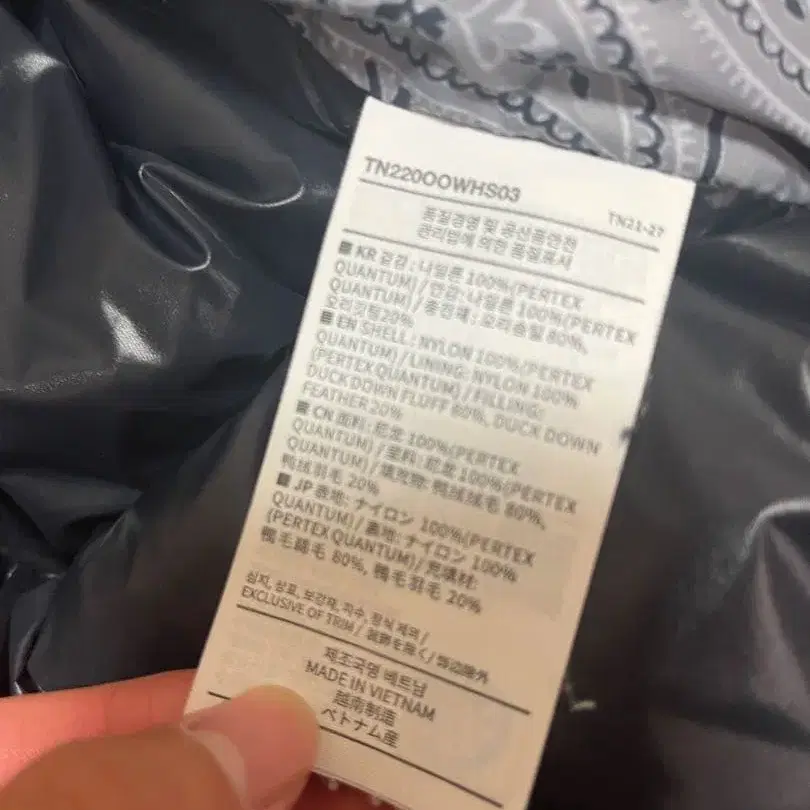 TN220OOWHS03
TN21-27
품질경영 및 공산품안전
관리법에 의한 품질표시
■ KR 겉감 : 나일론 100%(PERTEX
QUANTUM) / 안감 : 나일론 100%(PERTEX
QUANTUM) / 충전재 : 오리솜털 80%,
오리깃털20%
■ EN SHELL : NYLON 100%(PERTEX
QUANTUM) / LINING: NYLON 100%
(PERTEX QUANTUM) / FILLING:
DUCK DOWN FLUFF 80%, DUCK DOWN
FEATHER 20%
■ CN 面料: 尼龙 100%(PERTEX
QUANTUM) / 里料: 尼龙 100%(PERTEX
QUANTUM) / 填充物: 鸭绒绒毛 80%,
鸭绒羽毛 20%
■ JP 表地: ナイロン 100%(PERTEX
QUANTUM) / 裏地: ナイロン 100%
(PERTEX QUANTUM) / 充填材:
鴨毛綿毛 80%, 鴨毛羽毛 20%
심지, 상표, 보강재, 자수, 장식 제외 /
EXCLUSIVE OF TRIM / 装飾を除く / 饰边除外
제조국명 베트남
MADE IN VIETNAM
越南制造
ベトナム産